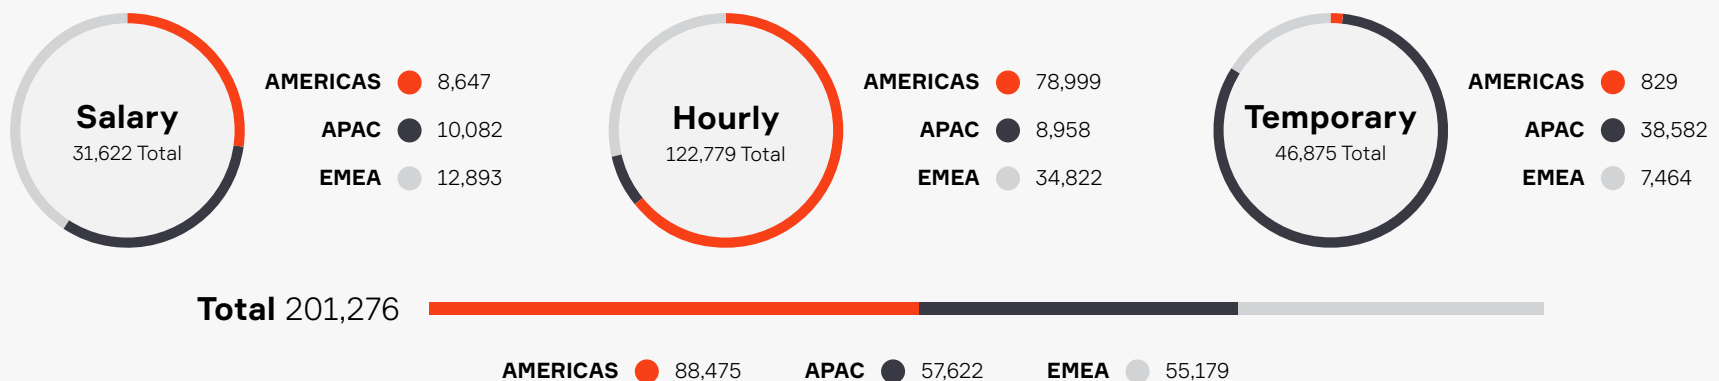 Salary
31,622 Total
AMERICAS 8,647
APAC 10,082
EMEA 12,893
Hourly
122,779 Total
AMERICAS 78,999
APAC 8,958
EMEA 34,822
Temporary
46,875 Total
AMERICAS 829
APAC 38,582
EMEA 7,464
Total 201,276
AMERICAS 88,475 APAC 57,622 EMEA 55,179